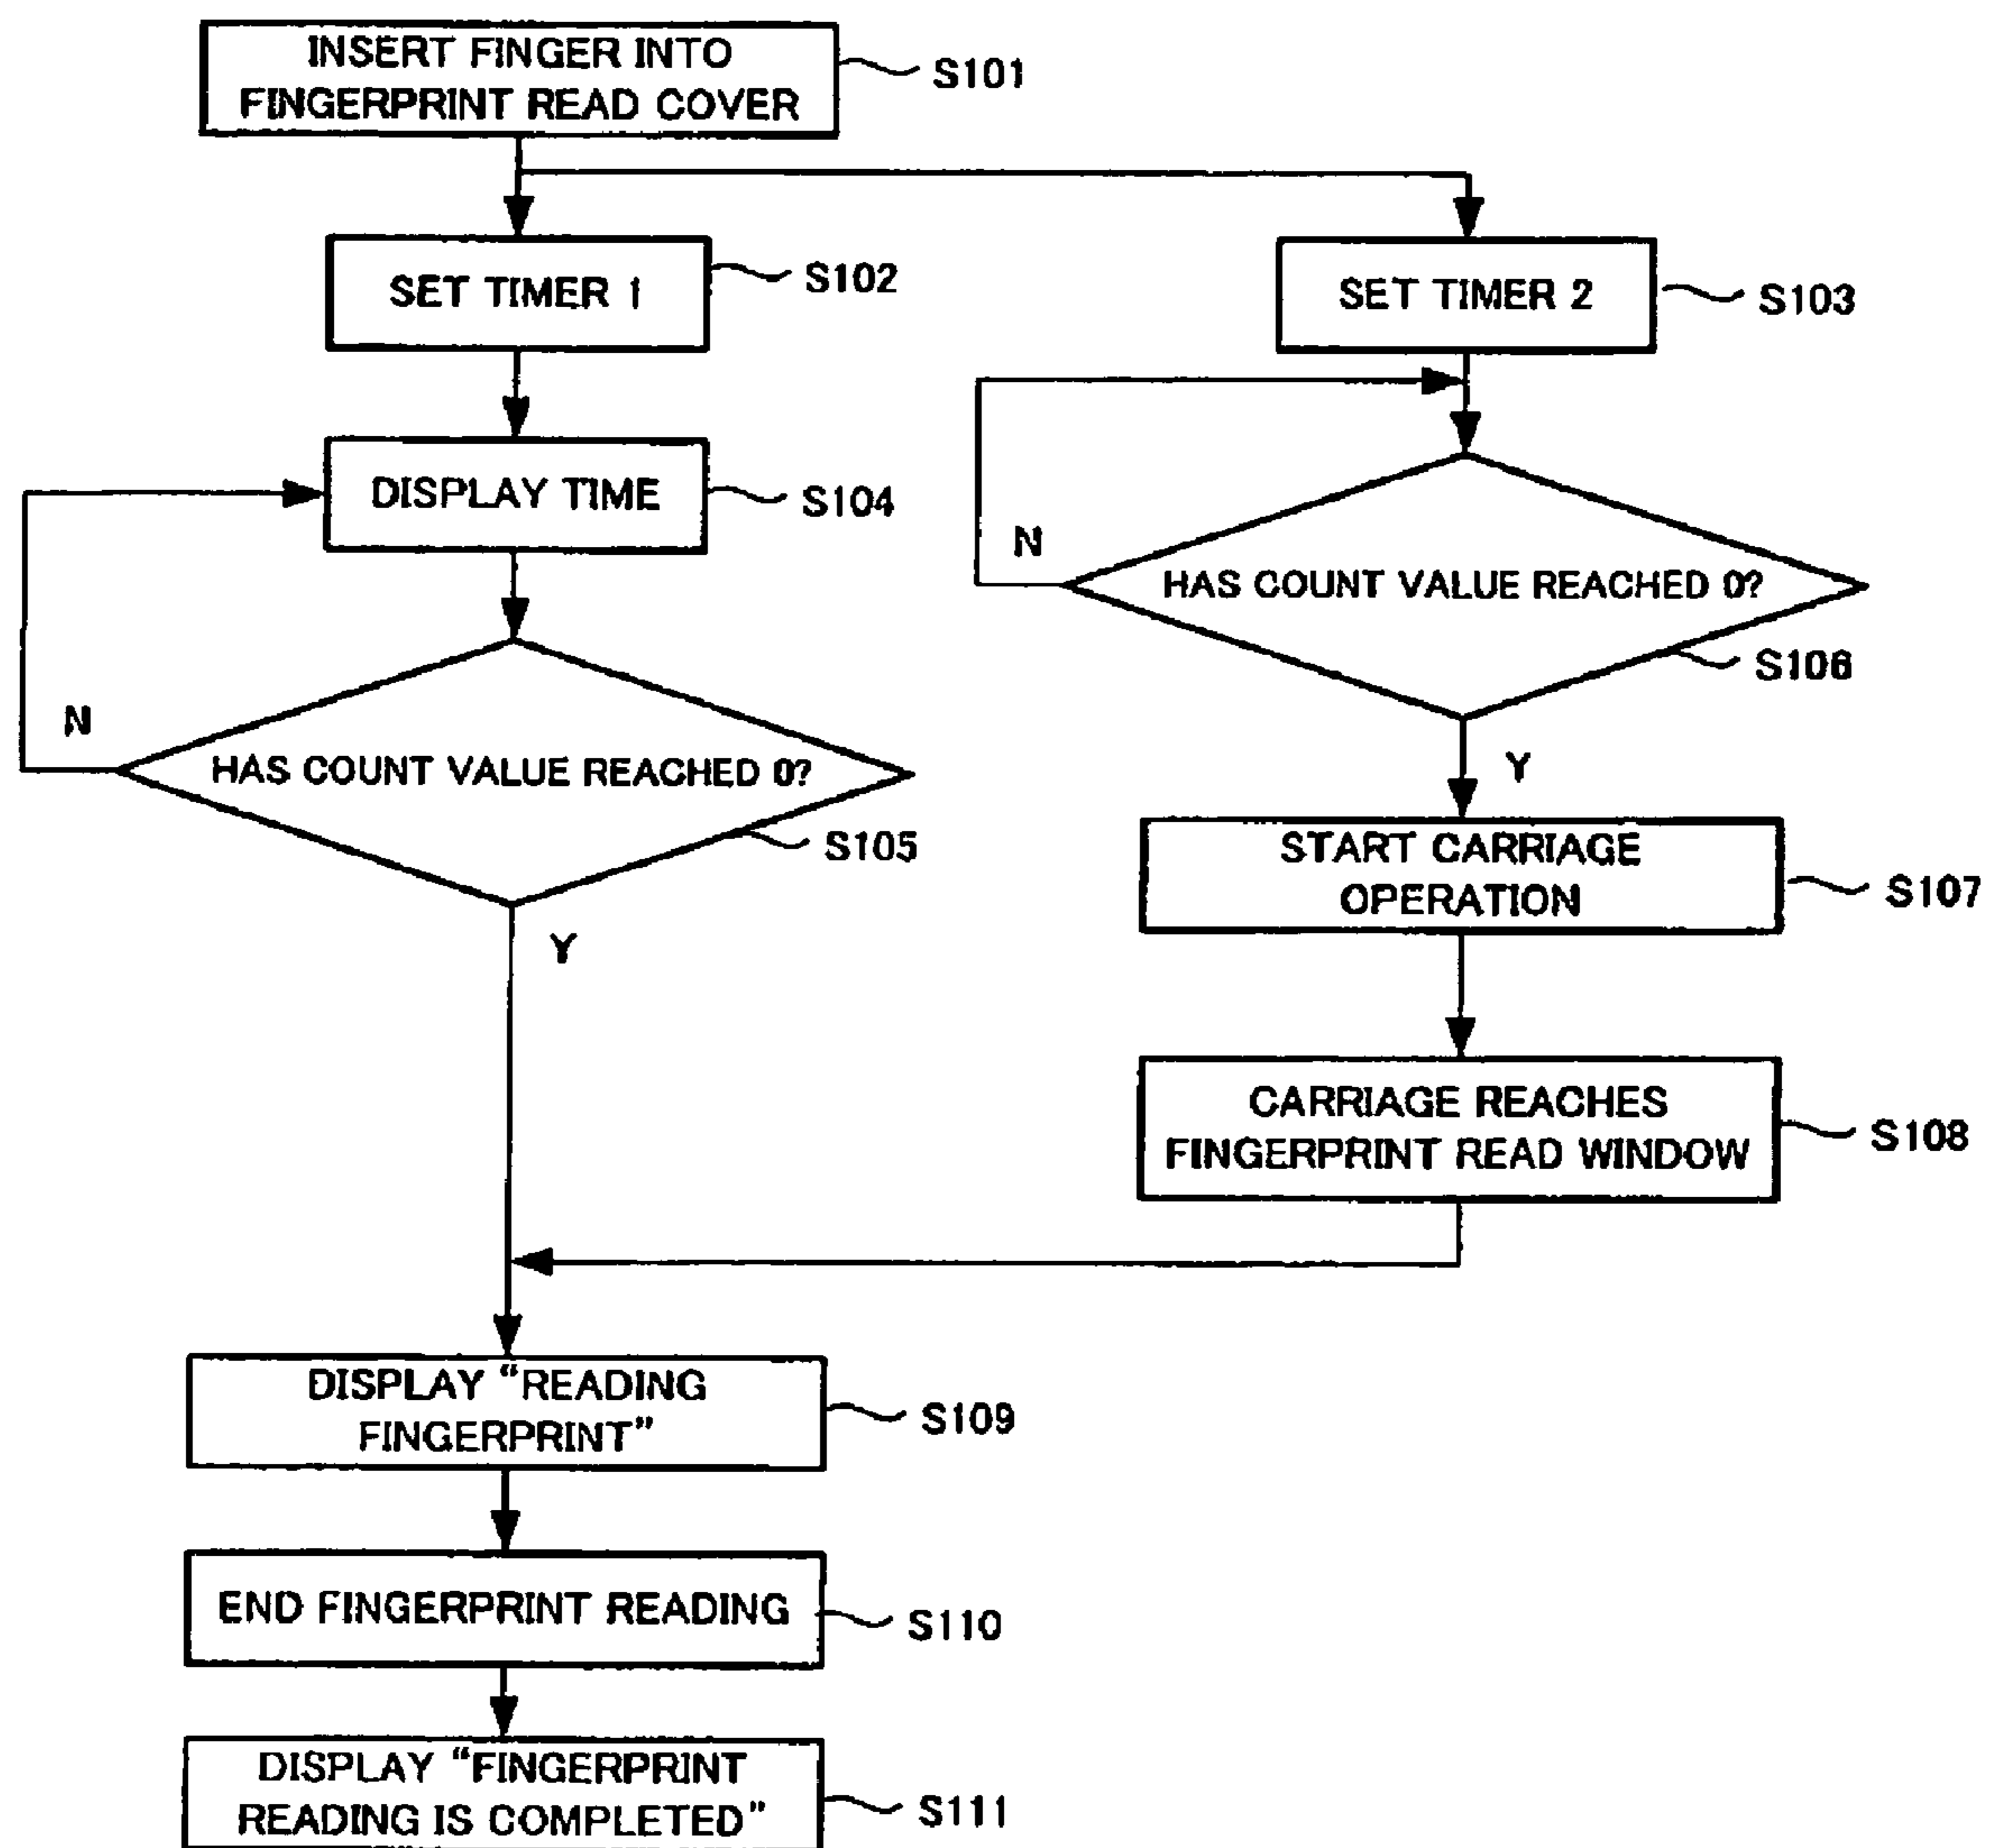 INSERT FINGER INTO
FINGERPRINT READ COVER
S101
SET TIMER 1
S102
SET TIMER 2
S103
DISPLAY TIME
S104
N
HAS COUNT VALUE REACHED 0?
S106
N
HAS COUNT VALUE REACHED 0?
S105
Y
Y
START CARRIAGE
OPERATION
S107
CARRIAGE REACHES
FINGERPRINT READ WINDOW
S108
DISPLAY “READING
FINGERPRINT”
S109
END FINGERPRINT READING
S110
DISPLAY “FINGERPRINT
READING IS COMPLETED”
S111